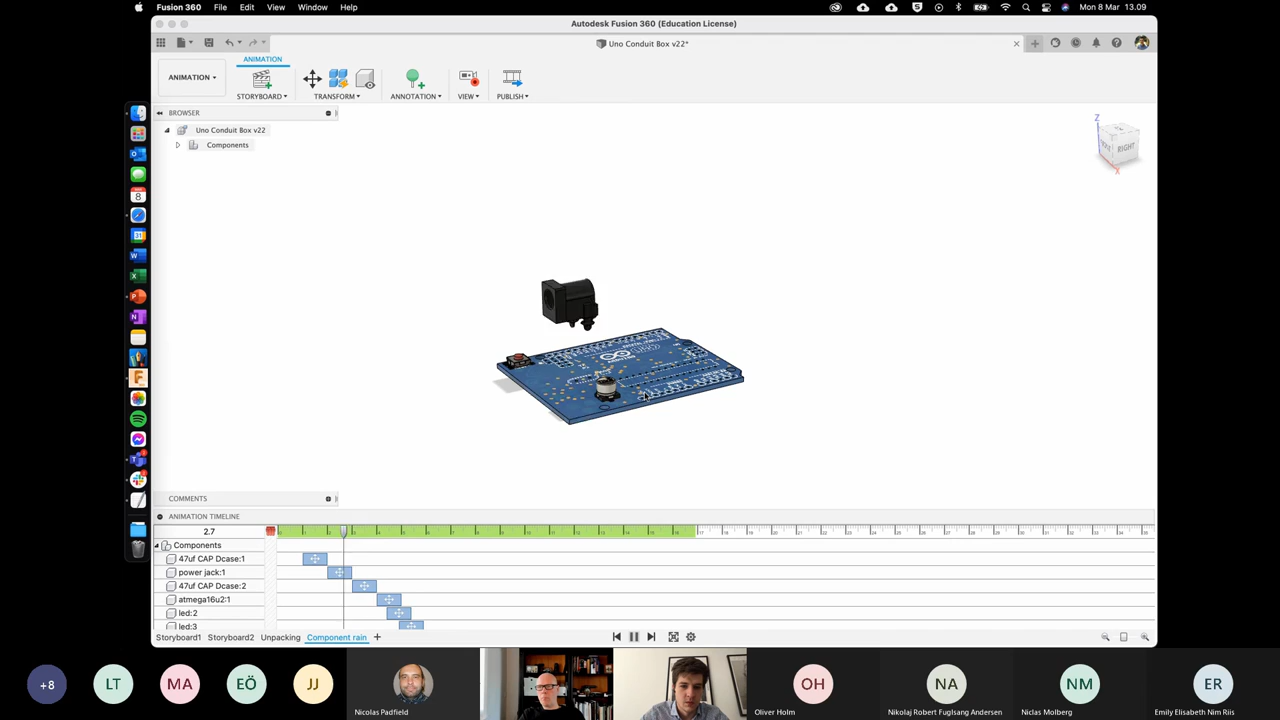 Fusion 360 File Edit View Window Help
Mon 8 Mar 13.09
Autodesk Fusion 360 (Education License)
Uno Conduit Box v22*
ANIMATION
ANIMATION
STORYBOARD
TRANSFORM
ANNOTATION
VIEW
PUBLISH
BROWSER
Uno Conduit Box v22
Components
Z
RIGHT
X
COMMENTS
ANIMATION TIMELINE
2.7
Components
47uf CAP Dcase:1
power jack:1
47uf CAP Dcase:2
atmega16u2:1
led:2
led:3
Storyboard1 Storyboard2 Unpacking Component rain +
+8 LT MA EÖ JJ
OH NA NM ER
Nicolas Padfield
Oliver Holm
Nikolaj Robert Fuglsang Andersen
Niclas Molberg
Emily Elisabeth Nim Riis